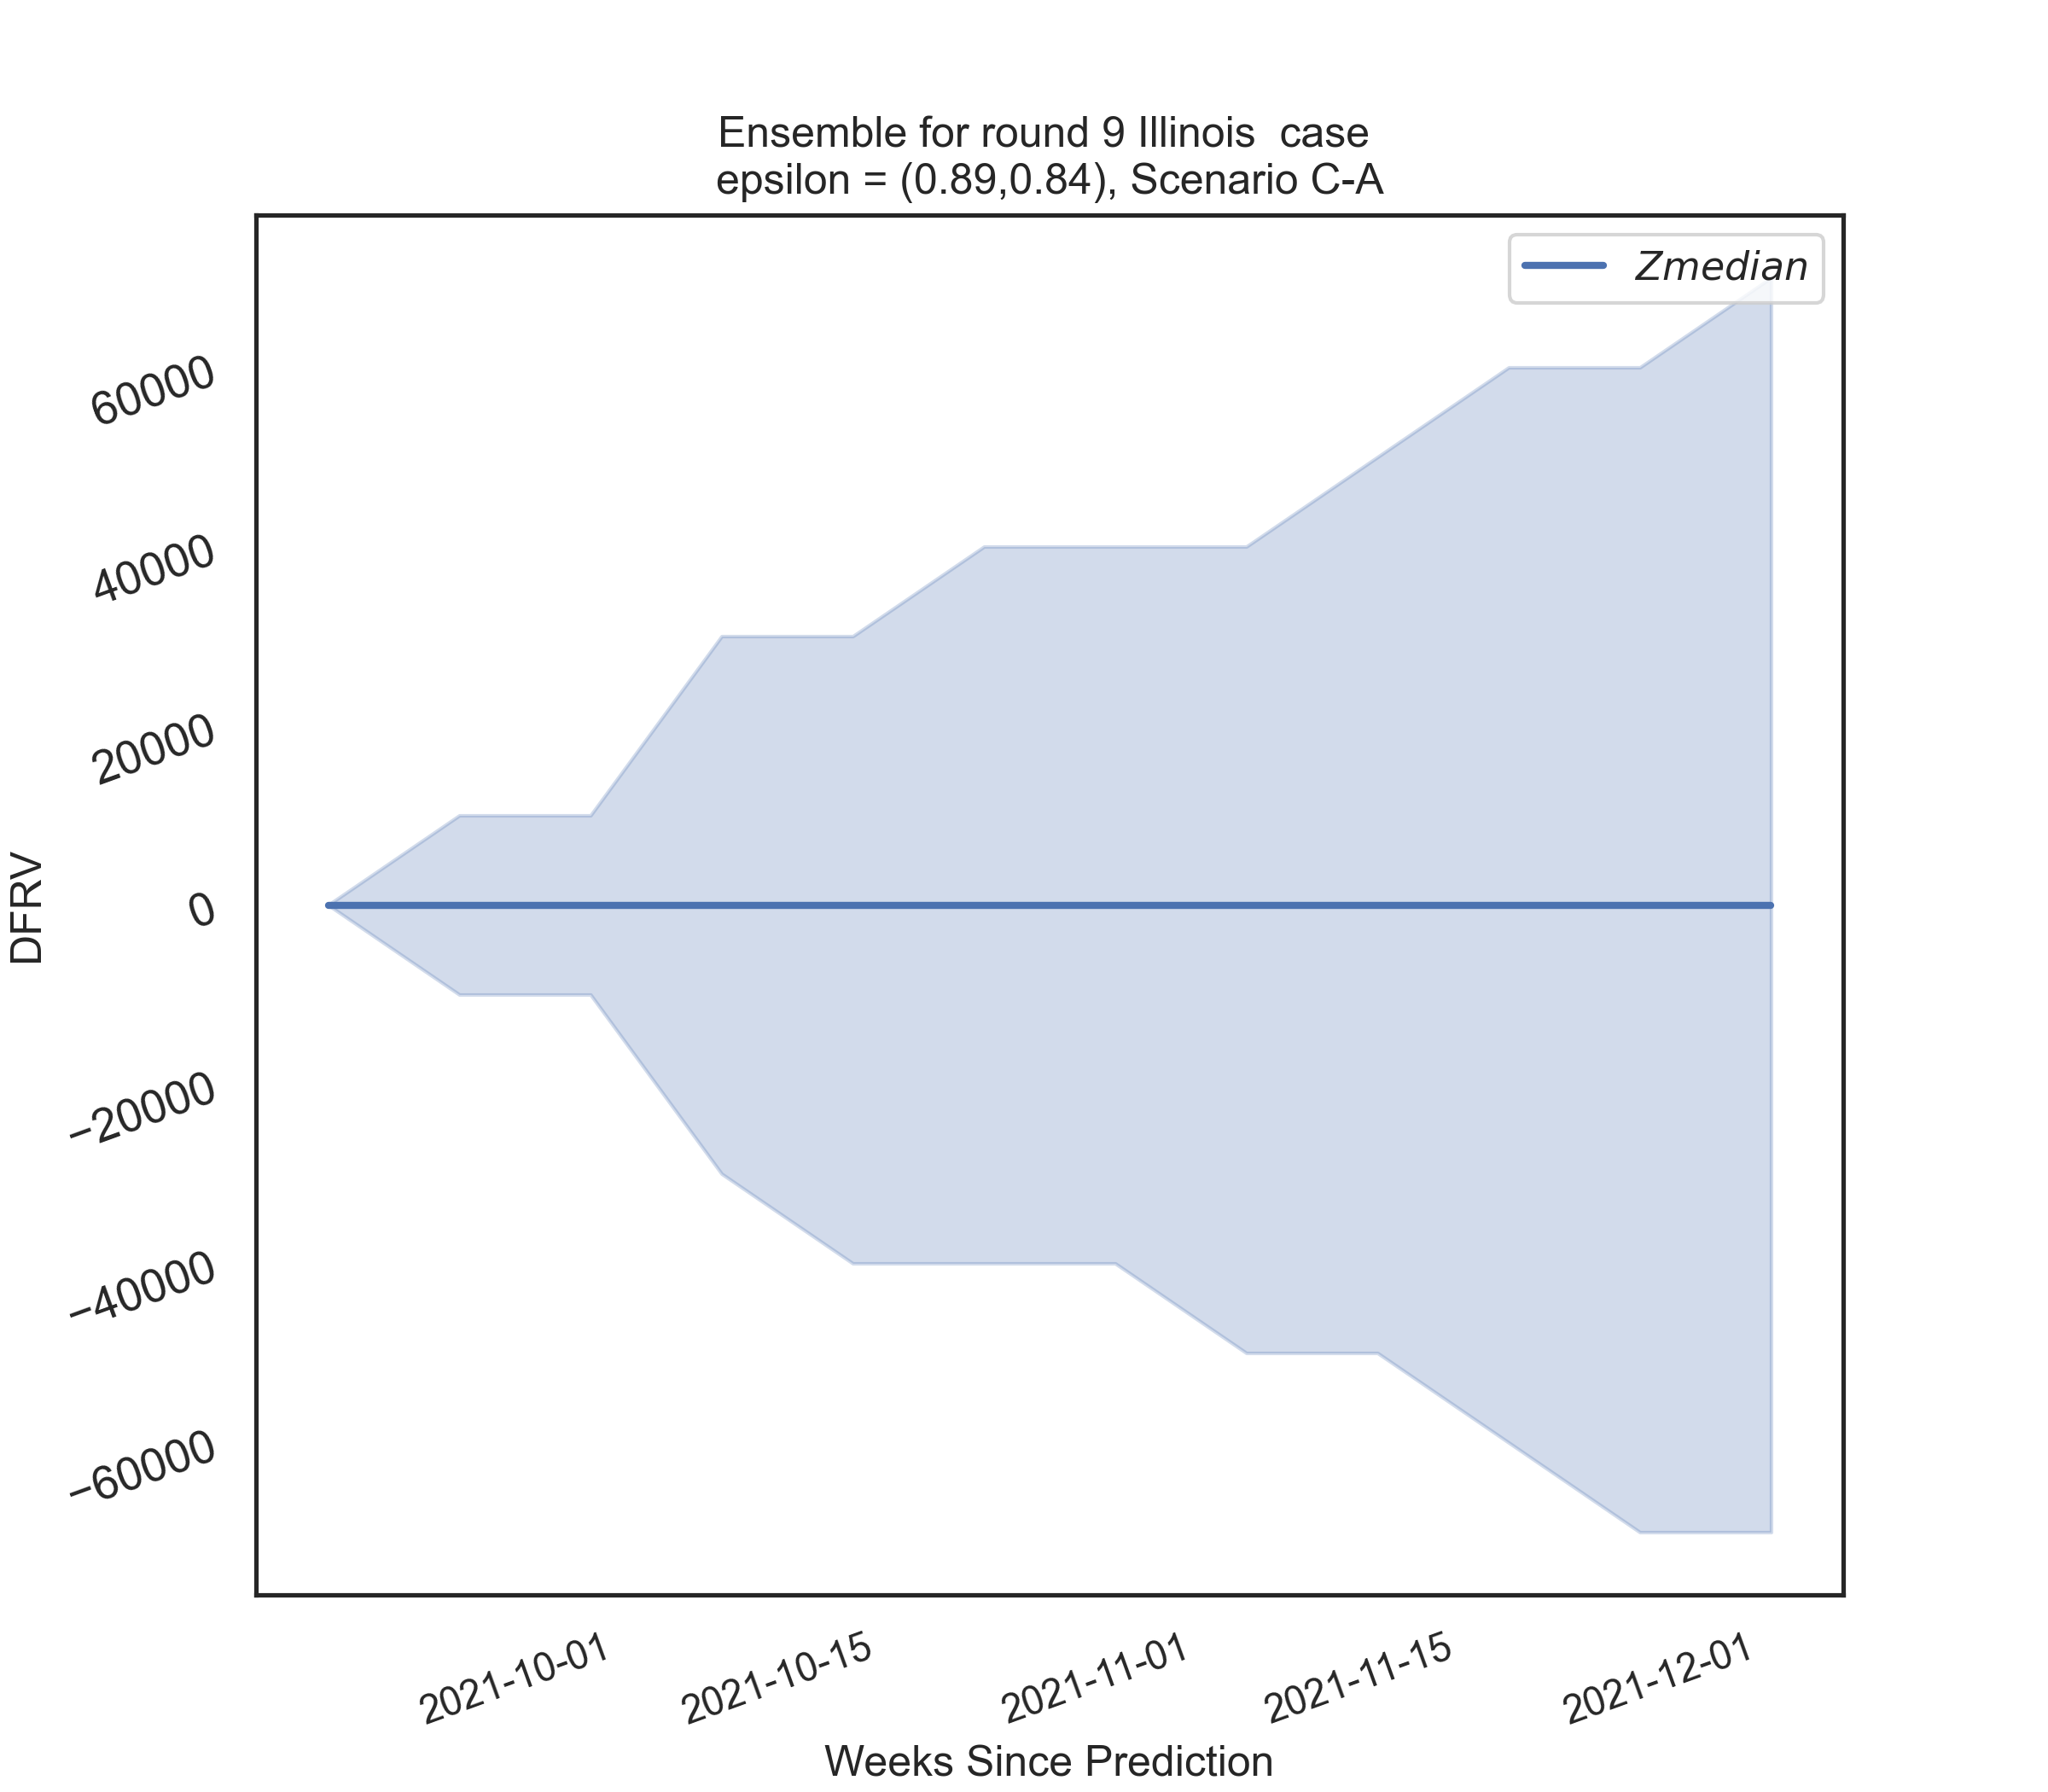 Ensemble for round 9 Illinois  case
epsilon = (0.89,0.84), Scenario C-A
Zmedian
60000
40000
20000
0
−20000
−40000
−60000
DFRV
2021-10-01
2021-10-15
2021-11-01
2021-11-15
2021-12-01
Weeks Since Prediction